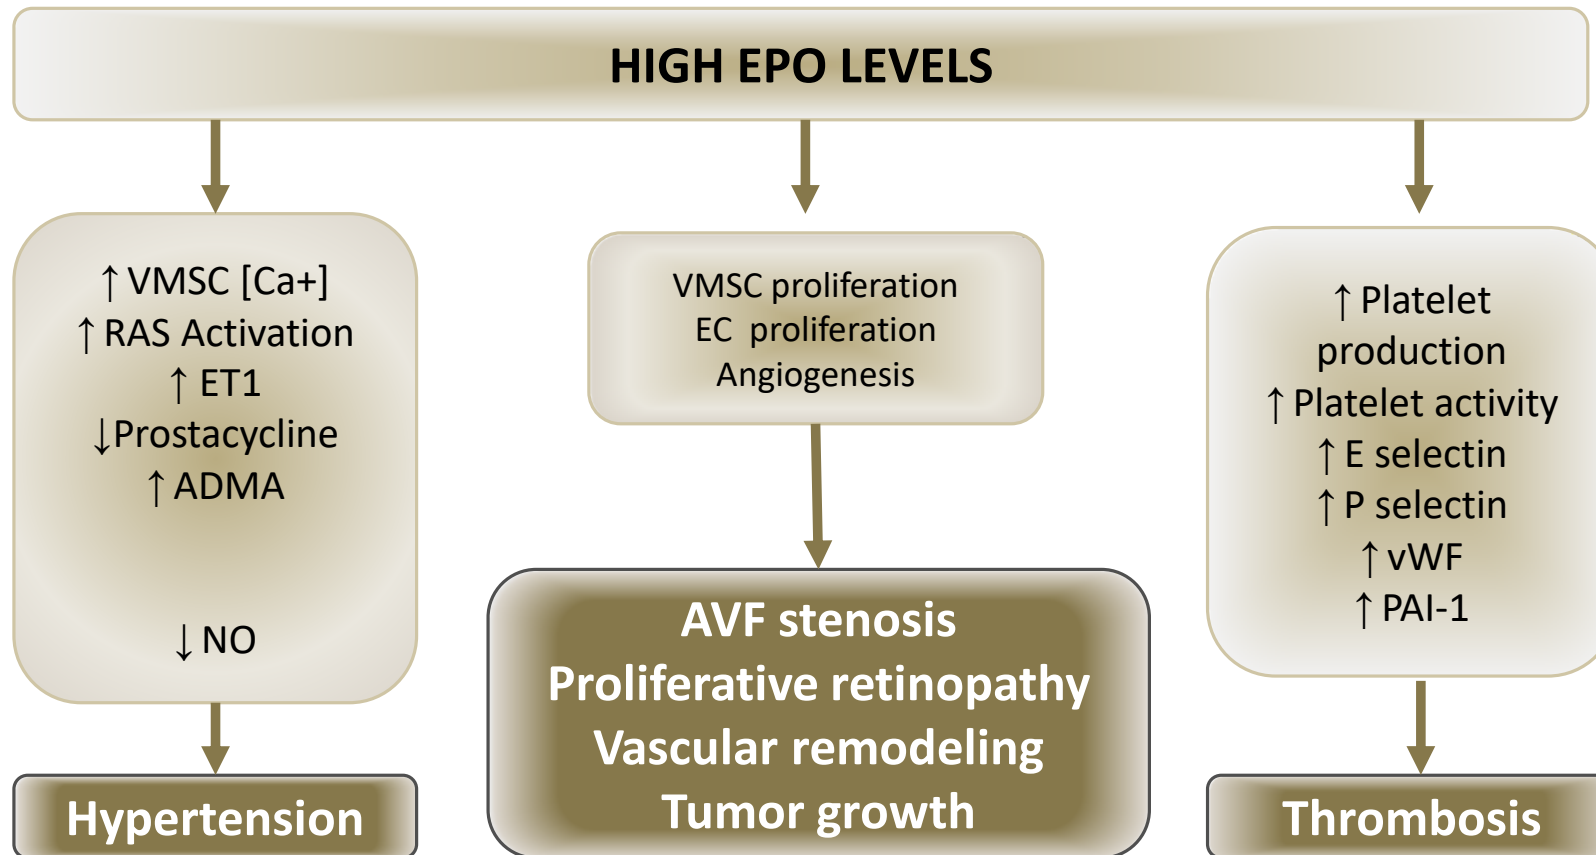 HIGH EPO LEVELS
↑ VMSC [Ca+]
↑ RAS Activation
↑ ET1
↓Prostacycline
↑ ADMA
↓ NO
Hypertension
VMSC proliferation
EC proliferation
Angiogenesis
AVF stenosis
Proliferative retinopathy
Vascular remodeling
Tumor growth
↑ Platelet
production
↑ Platelet activity
↑ E selectin
↑ P selectin
↑ vWF
↑ PAI-1
Thrombosis